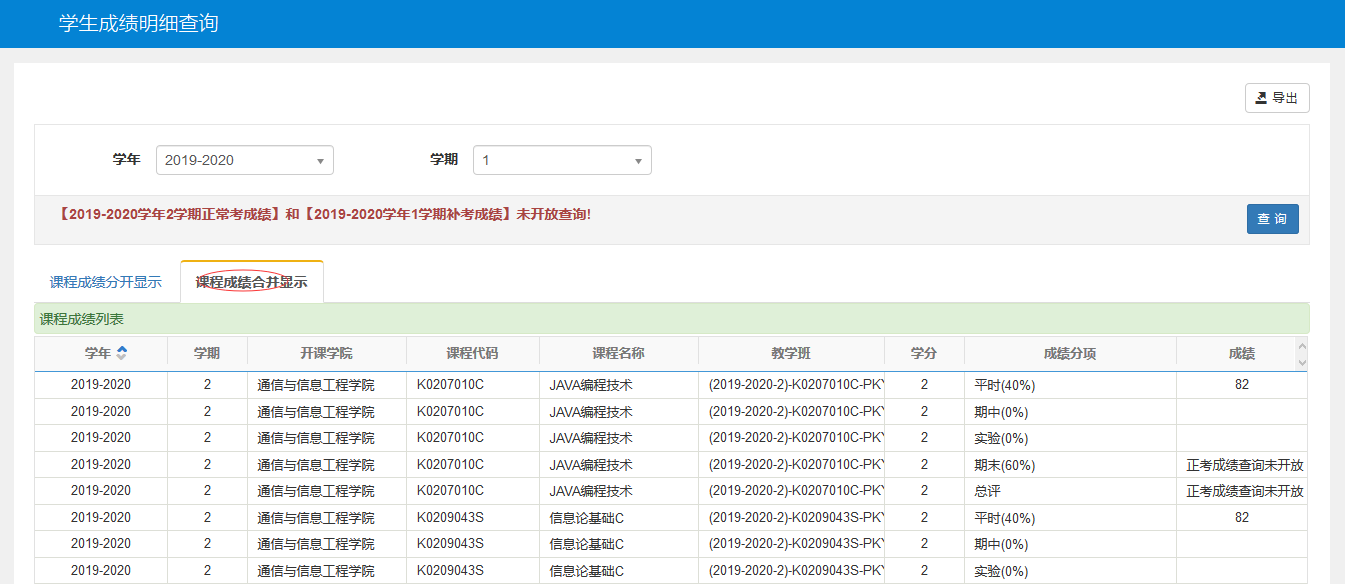 学生成绩明细查询
导出
学年 2019-2020 学期 1
【2019-2020学年2学期正常考成绩】和【2019-2020学年1学期补考成绩】未开放查询!
查 询
课程成绩分开显示 课程成绩合并显示
课程成绩列表
学年 学期 开课学院 课程代码 课程名称 教学班 学分 成绩分项 成绩
2019-2020 2 通信与信息工程学院 K0207010C JAVA编程技术 (2019-2020-2)-K0207010C-PKY 2 平时(40%) 82
2019-2020 2 通信与信息工程学院 K0207010C JAVA编程技术 (2019-2020-2)-K0207010C-PKY 2 期中(0%)
2019-2020 2 通信与信息工程学院 K0207010C JAVA编程技术 (2019-2020-2)-K0207010C-PKY 2 实验(0%)
2019-2020 2 通信与信息工程学院 K0207010C JAVA编程技术 (2019-2020-2)-K0207010C-PKY 2 期末(60%) 正考成绩查询未开放
2019-2020 2 通信与信息工程学院 K0207010C JAVA编程技术 (2019-2020-2)-K0207010C-PKY 2 总评 正考成绩查询未开放
2019-2020 2 通信与信息工程学院 K0209043S 信息论基础C (2019-2020-2)-K0209043S-PKY 2 平时(40%) 82
2019-2020 2 通信与信息工程学院 K0209043S 信息论基础C (2019-2020-2)-K0209043S-PKY 2 期中(0%)
2019-2020 2 通信与信息工程学院 K0209043S 信息论基础C (2019-2020-2)-K0209043S-PKY 2 实验(0%)